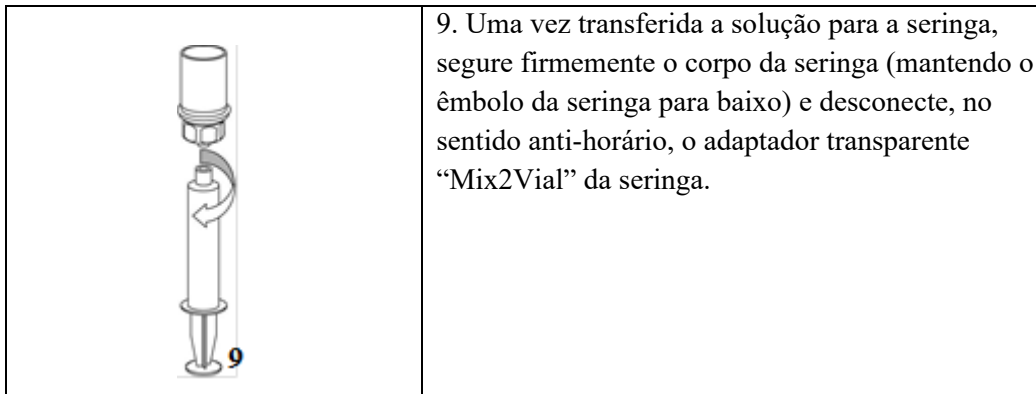 9. Uma vez transferida a solução para a seringa,
segure firmemente o corpo da seringa (mantendo o
êmbolo da seringa para baixo) e desconecte, no
sentido anti-horário, o adaptador transparente
“Mix2Vial” da seringa.
9